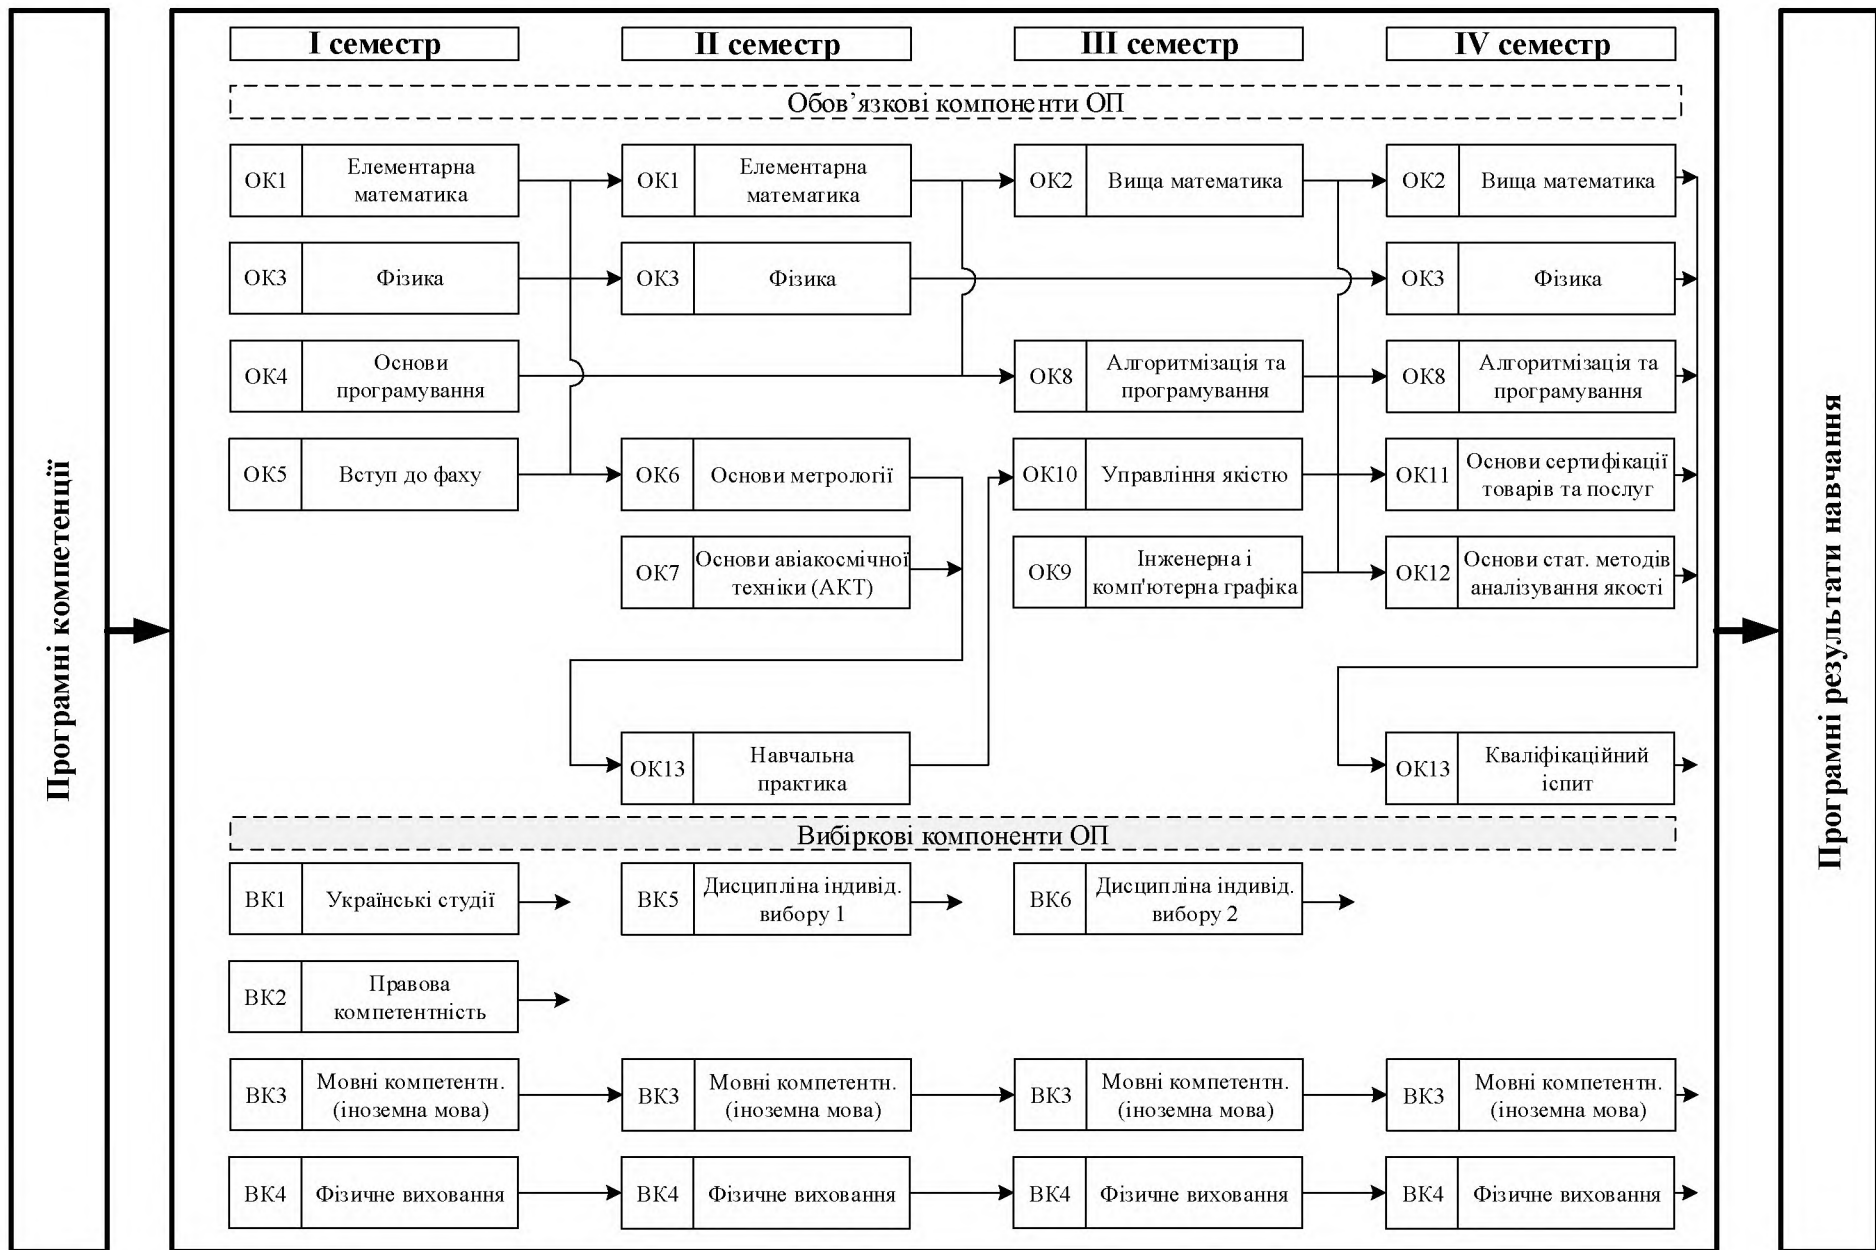 Програмні компетенції
I семестр
II семестр
III семестр
IV семестр
Обов’язкові компоненти ОП
ОК1
Елементарна
математика
ОК1
Елементарна
математика
ОК2
Вища математика
ОК2
Вища математика
ОК3
Фізика
ОК3
Фізика
ОК3
Фізика
ОК4
Основи
програмування
ОК8
Алгоритмізація та
програмування
ОК8
Алгоритмізація та
програмування
ОК5
Вступ до фаху
ОК6
Основи метрології
ОК10
Управління якістю
ОК11
Основи сертифікації
товарів та послуг
ОК7
Основи авіакосмічної
техніки (АКТ)
ОК9
Інженерна і
комп'ютерна графіка
ОК12
Основи стат. методів
аналізування якості
ОК13
Навчальна
практика
ОК13
Кваліфікаційний
іспит
Вибіркові компоненти ОП
ВК1
Українські студії
ВК5
Дисципліна індивід.
вибору 1
ВК6
Дисципліна індивід.
вибору 2
ВК2
Правова
компетентність
ВК3
Мовні компетентн.
(іноземна мова)
ВК3
Мовні компетентн.
(іноземна мова)
ВК3
Мовні компетентн.
(іноземна мова)
ВК3
Мовні компетентн.
(іноземна мова)
ВК4
Фізичне виховання
ВК4
Фізичне виховання
ВК4
Фізичне виховання
ВК4
Фізичне виховання
Програмні результати навчання